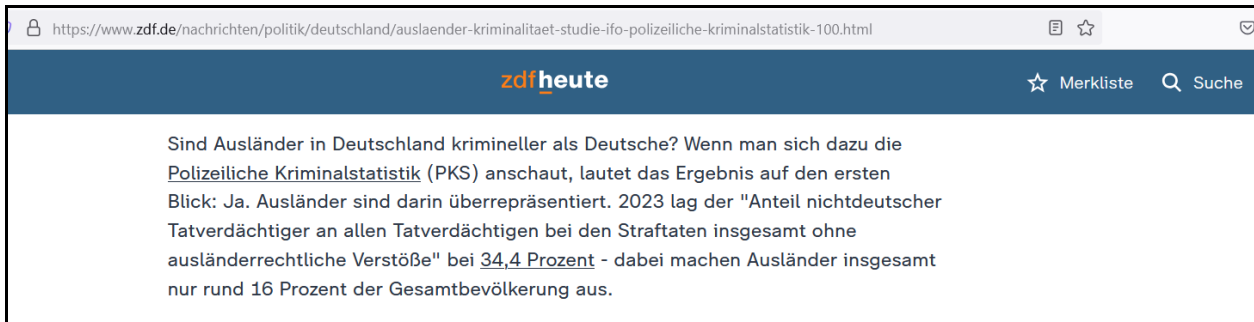 https://www.zdf.de/nachrichten/politik/deutschland/auslaender-kriminalitaet-studie-ifo-polizeiliche-kriminalstatistik-100.html
zdfheute
Merkliste
Suche
Sind Ausländer in Deutschland krimineller als Deutsche? Wenn man sich dazu die
Polizeiliche Kriminalstatistik (PKS) anschaut, lautet das Ergebnis auf den ersten
Blick: Ja. Ausländer sind darin überrepräsentiert. 2023 lag der "Anteil nichtdeutscher
Tatverdächtiger an allen Tatverdächtigen bei den Straftaten insgesamt ohne
ausländerrechtliche Verstöße" bei 34,4 Prozent - dabei machen Ausländer insgesamt
nur rund 16 Prozent der Gesamtbevölkerung aus.